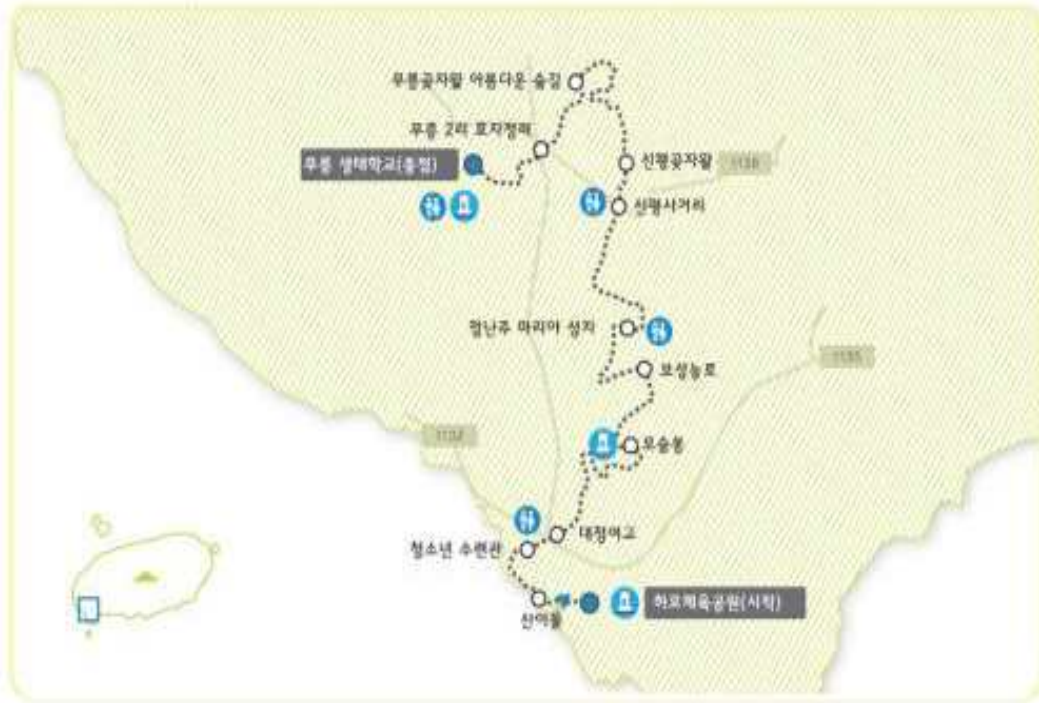 무릉곶자왈 아름다운 숲길
무릉 2리 효자정려
무릉 생태학교(종점)
신평곶자왈
1136
신평사거리
정난주 마리아 성지
보성농로
1135
1132
모슬봉
대정여고
청소년 수련관
산이물
하모체육공원(시작)